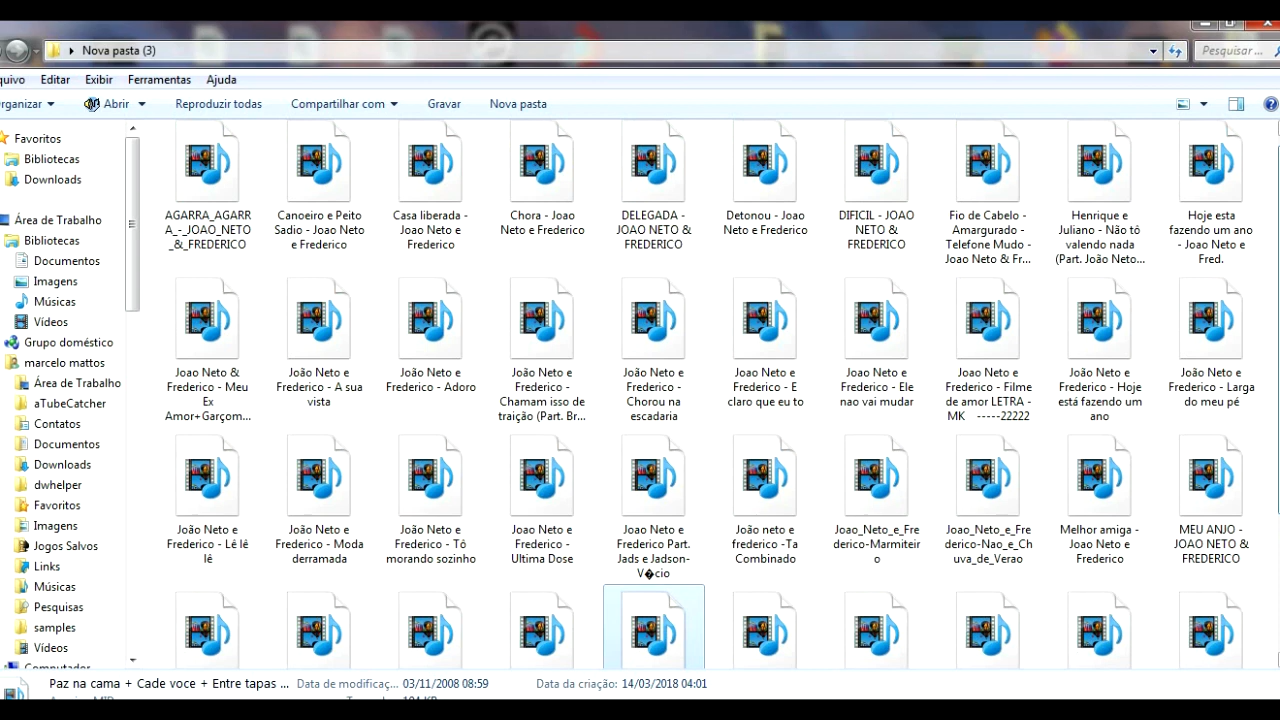 Nova pasta (3)
Pesquisar ...
quivo Editar Exibir Ferramentas Ajuda
rganizar Abrir Reproduzir todas Compartilhar com Gravar Nova pasta
Favoritos
Bibliotecas
Downloads
Área de Trabalho
Bibliotecas
Documentos
Imagens
Músicas
Vídeos
Grupo doméstico
marcelo mattos
Área de Trabalho
aTubeCatcher
Contatos
Documentos
Downloads
dwhelper
Favoritos
Imagens
Jogos Salvos
Links
Músicas
Pesquisas
samples
Vídeos
Computador
AGARRA_AGARR
A_-_JOAO_NETO
_&_FREDERICO
Canoeiro e Peito
Sadio - Joao Neto
e Frederico
Casa liberada -
Joao Neto e
Frederico
Chora - Joao
Neto e Frederico
DELEGADA -
JOAO NETO &
FREDERICO
Detonou - Joao
Neto e Frederico
DIFICIL - JOAO
NETO &
FREDERICO
Fio de Cabelo -
Amargurado -
Telefone Mudo -
Joao Neto & Fr...
Henrique e
Juliano - Não tô
valendo nada
(Part. João Neto...
Hoje esta
fazendo um ano
- Joao Neto e
Fred.
Joao Neto &
Frederico - Meu
Ex
Amor+Garçom...
João Neto e
Frederico - A sua
vista
João Neto e
Frederico - Adoro
João Neto e
Frederico -
Chamam isso de
traição (Part. Br...
João Neto e
Frederico -
Chorou na
escadaria
Joao Neto e
Frederico - E
claro que eu to
João Neto e
Frederico - Ele
nao vai mudar
João Neto e
Frederico - Filme
de amor LETRA -
MK -----22222
João Neto e
Frederico - Hoje
está fazendo um
ano
João Neto e
Frederico - Larga
do meu pé
João Neto e
Frederico - Lê lê
lê
João Neto e
Frederico - Moda
derramada
João Neto e
Frederico - Tô
morando sozinho
Joao Neto e
Frederico -
Ultima Dose
Joao Neto e
Frederico Part.
Jads e Jadson-
V�cio
João neto e
frederico -Ta
Combinado
Joao_Neto_e_Fre
derico-Marmiteir
o
Joao_Neto_e_Fre
derico-Nao_e_Ch
uva_de_Verao
Melhor amiga -
Joao Neto e
Frederico
MEU ANJO -
JOAO NETO &
FREDERICO
Paz na cama + Cade voce + Entre tapas ... Data de modificaç... 03/11/2008 08:59 Data da criação: 14/03/2018 04:01